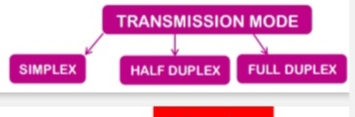 TRANSMISSION MODE
SIMPLEX HALF DUPLEX FULL DUPLEX